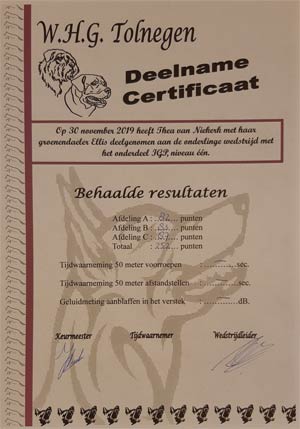 W.H.G. Tolnegen
Deelname
Certificaat
Op 30 november 2019 heeft Thea van Niekerk met haar
groenendaeler Ellis deelgenomen aan de onderlinge wedstrijd met
het onderdeel IGP, niveau één.
Behaalde resultaten
Afdeling A : ........ punten
Afdeling B : ........ punten
Afdeling C : ........ punten
Totaal : 252 punten
Tijdwaarneming 50 meter voorroepen : ............sec.
Tijdwaarneming 50 meter afstandstellen : ............sec.
Geluidmeting aanblaffen in het verstek : ............dB.
Keurmeester Tijdwaarnemer Wedstrijdleider